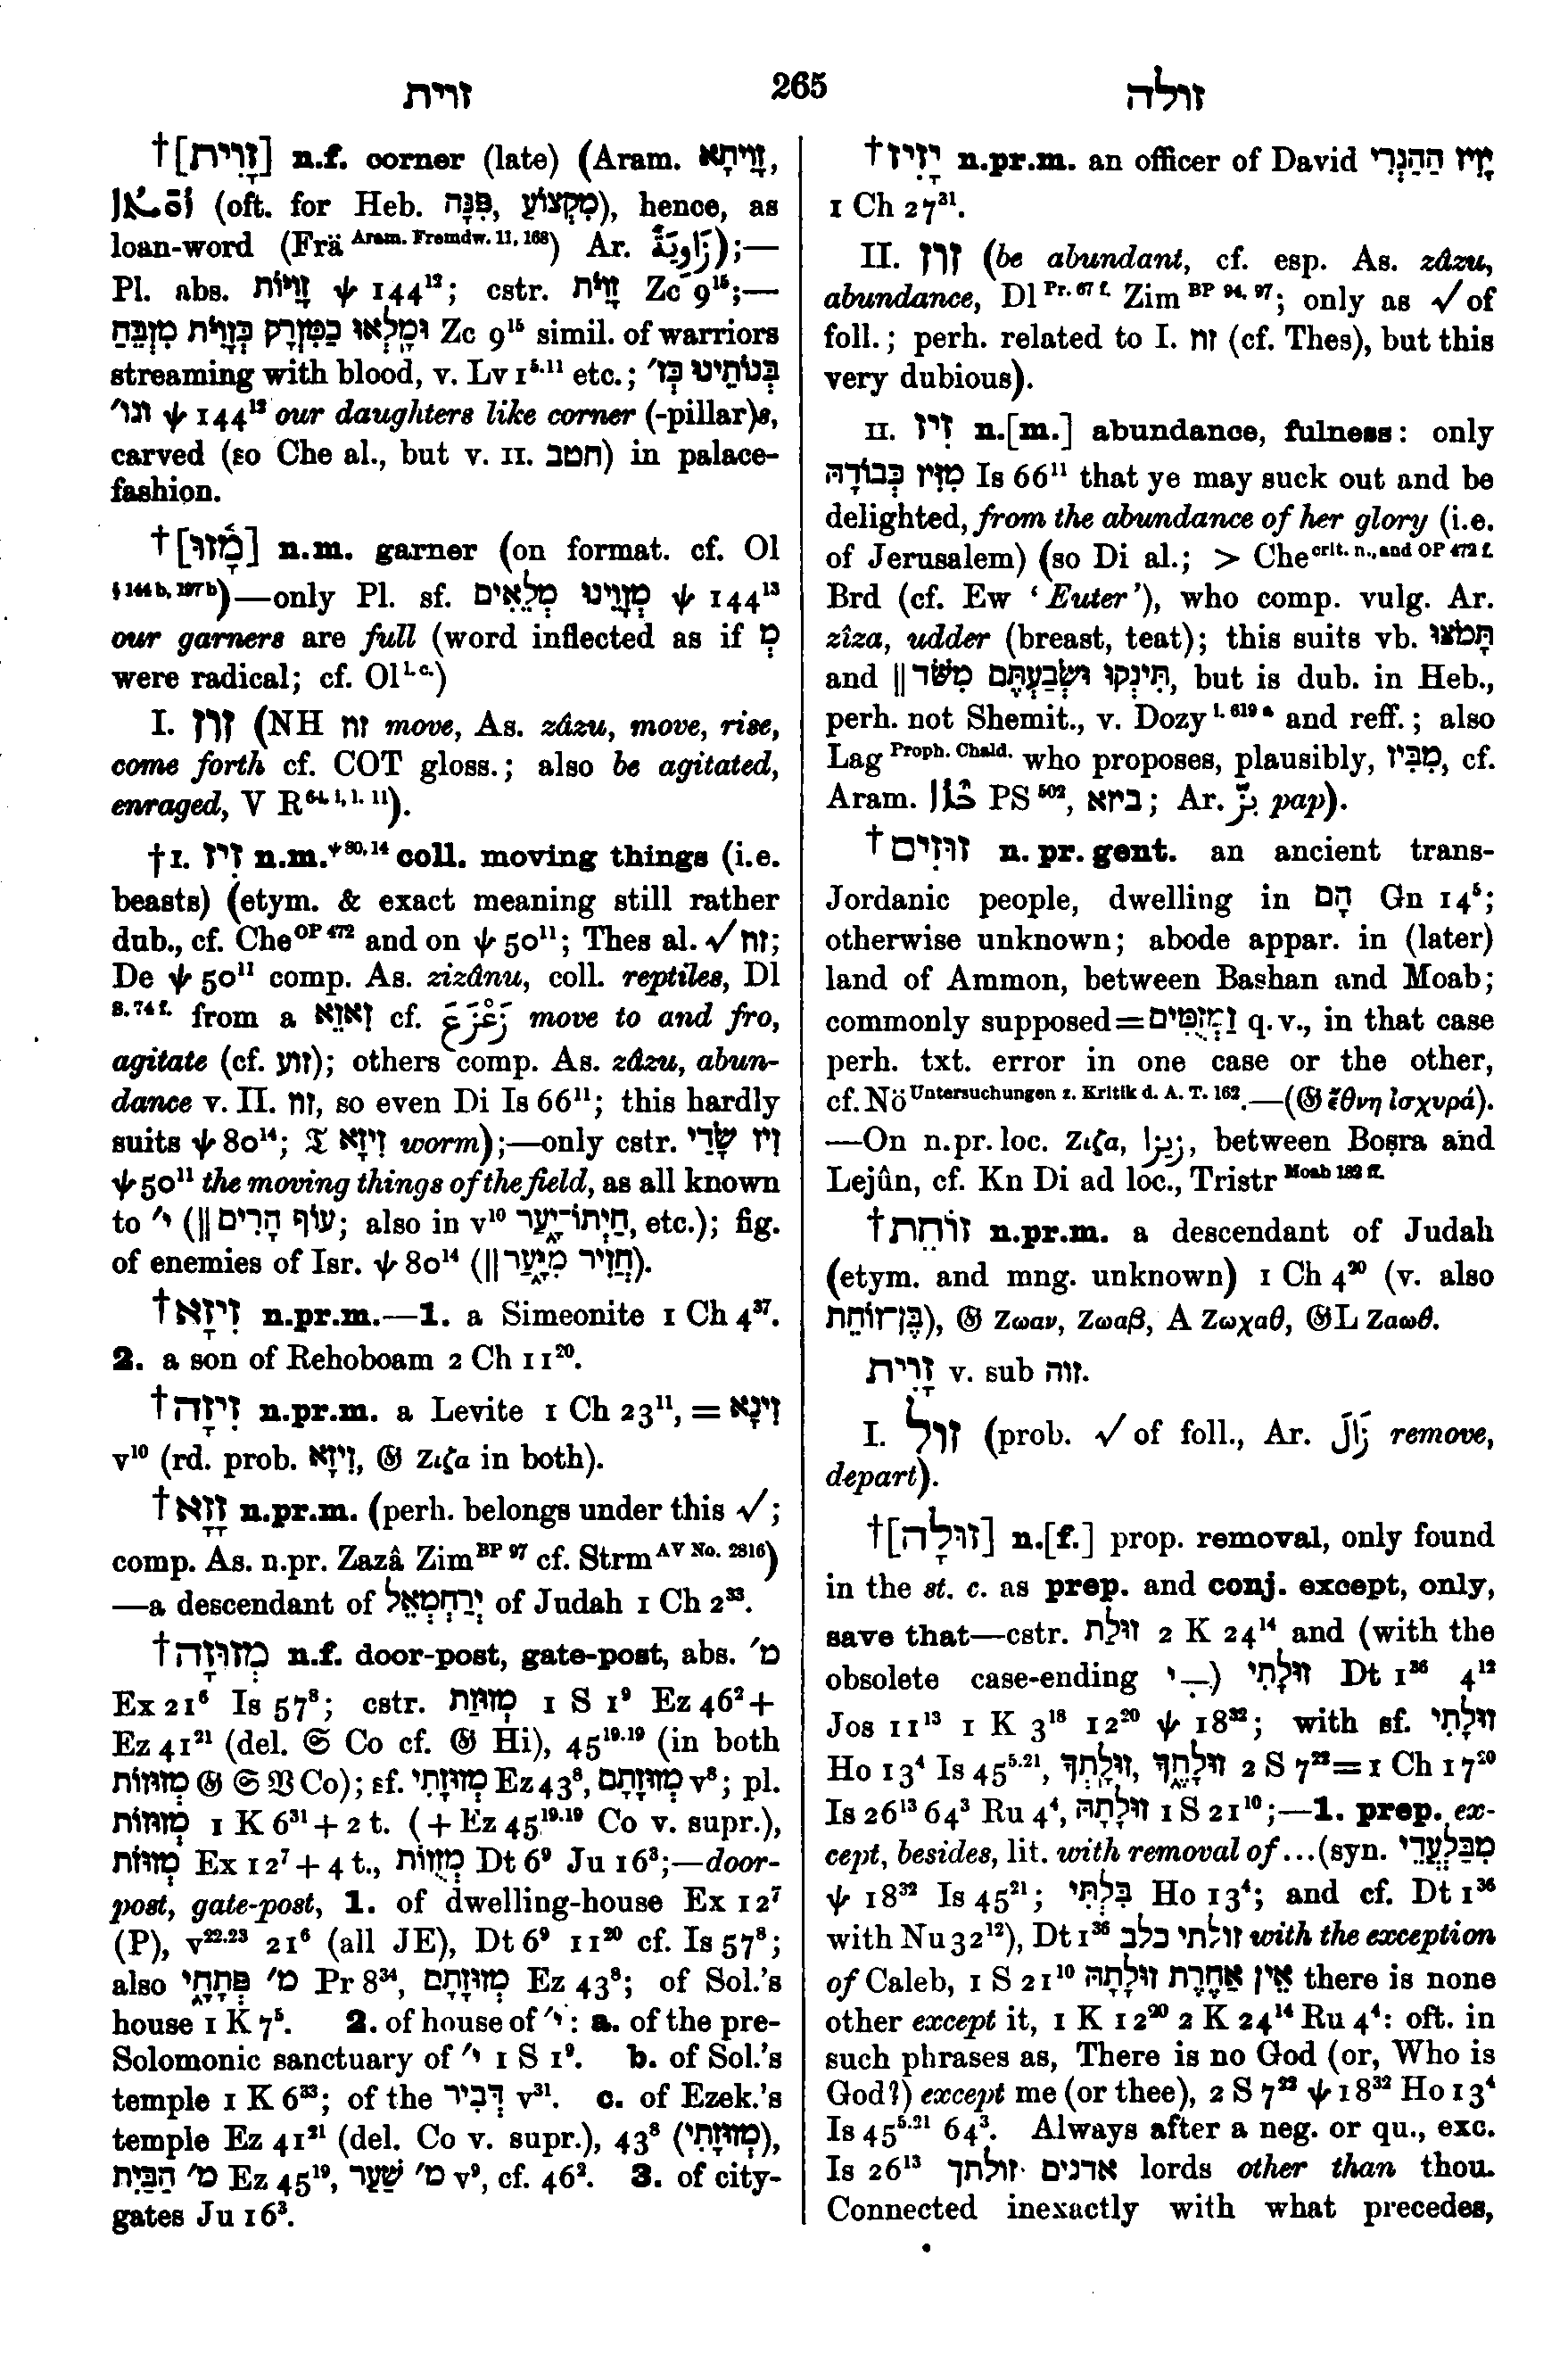 זוית 265 זולה
†[זָוִית] n.f. corner (late) (Aram. זָוִיתָא,
(oft. for Heb. פִּנָּה, מִקְצוֹעַ), hence, as
loan-word (Frä Aram. Fremdw. 11, 168) Ar. زَاوِيَةٌ);—
Pl. abs. זָוִיּוֹת ψ 144¹²; cstr. זָוִיֹּת Zc 9¹⁵;—
וּמָלְאוּ כַּמִּזְרָק כְּזָוִיֹּת מִזְבֵּחַ Zc 9¹⁵ simil. of warriors
streaming with blood, v. Lv 1⁵·¹¹ etc.; בְּנוֹתֵינוּ כְּז׳
וגו׳ ψ 144¹² our daughters like corner (-pillar)s,
carved (so Che al., but v. II. חטב) in palace-
fashion.
†[מָ֫זוּ] n.m. garner (on format. cf. Ol
§ 144 b, 197 b)—only Pl. sf. מְזָוֵינוּ מְלֵאִים ψ 144¹³
our garners are full (word inflected as if מְ
were radical; cf. Ol l. c.)
I. זוז (NH זוז move, As. zâzu, move, rise,
come forth cf. COT gloss.; also be agitated,
enraged, V R 64. i, l. 11).
†I. זִיז n.m. ψ 80, 14 coll. moving things (i.e.
beasts) (etym. & exact meaning still rather
dub., cf. Che OP 472 and on ψ 50¹¹; Thes al. √זוז;
De ψ 50¹¹ comp. As. zizânu, coll. reptiles, Dl
S. 74 f. from a זָאזָא cf. زَعْزَعَ move to and fro,
agitate (cf. זוע); others comp. As. zâzu, abun-
dance v. II. זוז, so even Di Is 66¹¹; this hardly
suits ψ 80¹⁴; 𝔗 זִיזָא worm);—only cstr. זִיז שָׂדַי
ψ 50¹¹ the moving things of the field, as all known
to י׳ (‖ עוֹף הָרִים; also in v¹⁰ חַיְתוֹ־יָ֑עַר, etc.); fig.
of enemies of Isr. ψ 80¹⁴ (‖ חֲזִיר מִיָּ֑עַר).
†זִיזָא n.pr.m.—1. a Simeonite 1 Ch 4³⁷.
2. a son of Rehoboam 2 Ch 11²⁰.
†זִיזָה n.pr.m. a Levite 1 Ch 23¹¹, = זִינָא
v¹⁰ (rd. prob. זִיזָא, 𝔊 Ζιζα in both).
†זָזָא n.pr.m. (perh. belongs under this √;
comp. As. n.pr. Zazâ Zim BP 97 cf. Strm AV No. 2816)
—a descendant of יְרַחְמְאֵל of Judah 1 Ch 2³³.
†מְזוּזָה n.f. door-post, gate-post, abs. מ׳
Ex 21⁶ Is 57⁸; cstr. מְזוּזַת 1 S 1⁹ Ez 46²+
Ez 41²¹ (del. 𝔖 Co cf. 𝔊 Hi), 45¹⁹·¹⁹ (in both
מְזוּזוֹת 𝔊 𝔖 𝔙 Co); sf. מְזוּזָתִי Ez 43⁸, מְזוּזָתָם v⁸; pl.
מְזוּזוֹת 1 K 6³¹ + 2 t. (+ Ez 45¹⁹·¹⁹ Co v. supr.),
מְזוּזֹת Ex 12⁷ + 4 t., מְזֻזוֹת Dt 6⁹ Ju 16³;—door-
post, gate-post, 1. of dwelling-house Ex 12⁷
(P), v²²·²³ 21⁶ (all JE), Dt 6⁹ 11²⁰ cf. Is 57⁸;
also מ׳ פְּתָחָ֑י Pr 8³⁴, מְזוּזָתָם Ez 43⁸; of Sol.'s
house 1 K 7⁵. 2. of house of י׳: a. of the pre-
Solomonic sanctuary of י׳ 1 S 1⁹. b. of Sol.'s
temple 1 K 6³³; of the דְּבִיר v³¹. c. of Ezek.'s
temple Ez 41²¹ (del. Co v. supr.), 43⁸ (מְזוּזָתִי),
מ׳ הַבַּיִת Ez 45¹⁹, מ׳ שַׁעַר v⁹, cf. 46². 3. of city-
gates Ju 16³.
†יָזִיז n.pr.m. an officer of David יָזִיז הַהַגְרִי
1 Ch 27³¹.
II. זוז (be abundant, cf. esp. As. zâzu,
abundance, Dl Pr. 67 f. Zim BP 94. 97; only as √ of
foll.; perh. related to I. זוז (cf. Thes), but this
very dubious).
II. זִיז n.[m.] abundance, fulness: only
מִזִּיז כְּבוֹדָהּ Is 66¹¹ that ye may suck out and be
delighted, from the abundance of her glory (i.e.
of Jerusalem) (so Di al.; > Che crit. n., and OP 472 f.
Brd (cf. Ew ‘Euter’), who comp. vulg. Ar.
zîza, udder (breast, teat); this suits vb. תָּמֹצּוּ
and ‖ תִּינְקוּ וּשְׂבַעְתֶּם מִשֹּׁד, but is dub. in Heb.,
perh. not Shemit., v. Dozy i. 619 a and reff.; also
Lag Proph. Chald. who proposes, plausibly, מִבִּיז, cf.
Aram. PS 502, ביזא; Ar. بِزّ pap).
†זוּזִים n. pr. gent. an ancient trans-
Jordanic people, dwelling in הָם Gn 14⁵;
otherwise unknown; abode appar. in (later)
land of Ammon, between Bashan and Moab;
commonly supposed = זַמְזֻמִּים q.v., in that case
perh. txt. error in one case or the other,
cf. Nö Untersuchungen z. Kritik d. A. T. 162.—(𝔊 ἔθνη ἰσχυρά).
—On n.pr. loc. Ζιζα, زِيزا, between Boṣra and
Lejûn, cf. Kn Di ad loc., Tristr Moab 182 ff.
†זוֹחֵת n.pr.m. a descendant of Judah
(etym. and mng. unknown) 1 Ch 4²⁰ (v. also
בֶּן־זוֹחֵת), 𝔊 Ζωαν, Ζωαβ, A Ζωχαθ, 𝔊L Ζαωθ.
זָוִית v. sub זוה.
I. זוּל (prob. √ of foll., Ar. زَالَ remove,
depart).
†[זוּלָה] n.[f.] prop. removal, only found
in the st. c. as prep. and conj. except, only,
save that—cstr. זוּלַת 2 K 24¹⁴ and (with the
obsolete case-ending ־ִי) זוּלָתִי Dt 1³⁶ 4¹²
Jos 11¹³ 1 K 3¹⁸ 12²⁰ ψ 18³²; with sf. זוּלָתִי
Ho 13⁴ Is 45⁵·²¹, זוּלָתְךָ, זוּלָתֶ֑ךָ 2 S 7²² = 1 Ch 17²⁰
Is 26¹³ 64³ Ru 4⁴, זוּלָתָהּ 1 S 21¹⁰;—1. prep. ex-
cept, besides, lit. with removal of ... (syn. מִבַּלְעֲדֵי
ψ 18³² Is 45²¹; בִּלְתִּי Ho 13⁴; and cf. Dt 1³⁶
with Nu 32¹²), Dt 1³⁶ זולתי כלב with the exception
of Caleb, 1 S 21¹⁰ אֵין אַחֶרֶת זוּלָתָהּ there is none
other except it, 1 K 12²⁰ 2 K 24¹⁴ Ru 4⁴: oft. in
such phrases as, There is no God (or, Who is
God?) except me (or thee), 2 S 7²² ψ 18³² Ho 13⁴
Is 45⁵·²¹ 64³. Always after a neg. or qu., exc.
Is 26¹³ אדנים זולתך lords other than thou.
Connected inexactly with what precedes,